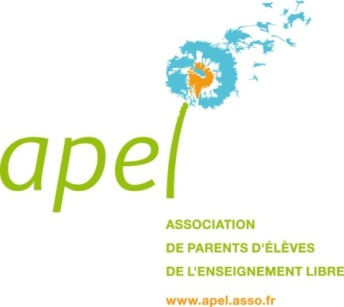 apel
ASSOCIATION
DE PARENTS D'ÉLÈVES
DE L'ENSEIGNEMENT LIBRE
www.apel.asso.fr